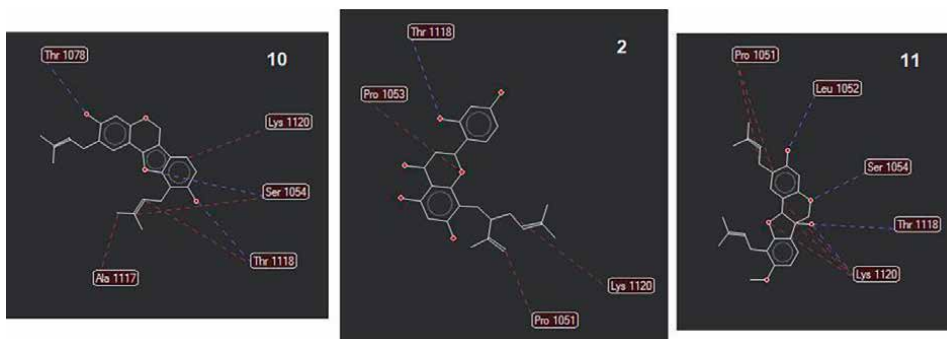 Thr 1078
10
Lys 1120
Ser 1054
Thr 1118
Ala 1117
Thr 1118
2
Pro 1053
Lys 1120
Pro 1051
Pro 1051
11
Leu 1052
Ser 1054
Thr 1118
Lys 1120